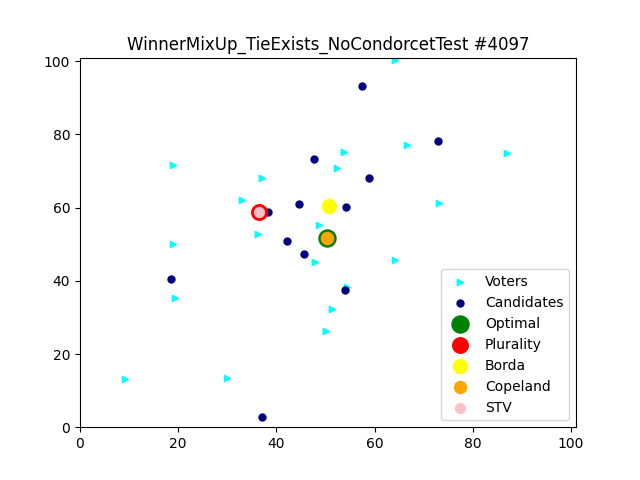 WinnerMixUp_TieExists_NoCondorcetTest #4097
100
80
60
40
20
0
0
20
40
60
80
100
Voters
Candidates
Optimal
Plurality
Borda
Copeland
STV